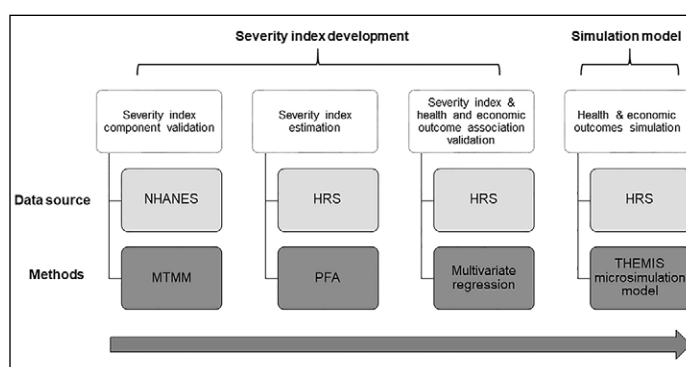 Severity index development
Simulation model
Severity index
component validation
Severity index
estimation
Severity index &
health and economic
outcome association
validation
Health & economic
outcomes simulation
Data source
NHANES
HRS
HRS
HRS
Methods
MTMM
PFA
Multivariate
regression
THEMIS
microsimulation
model